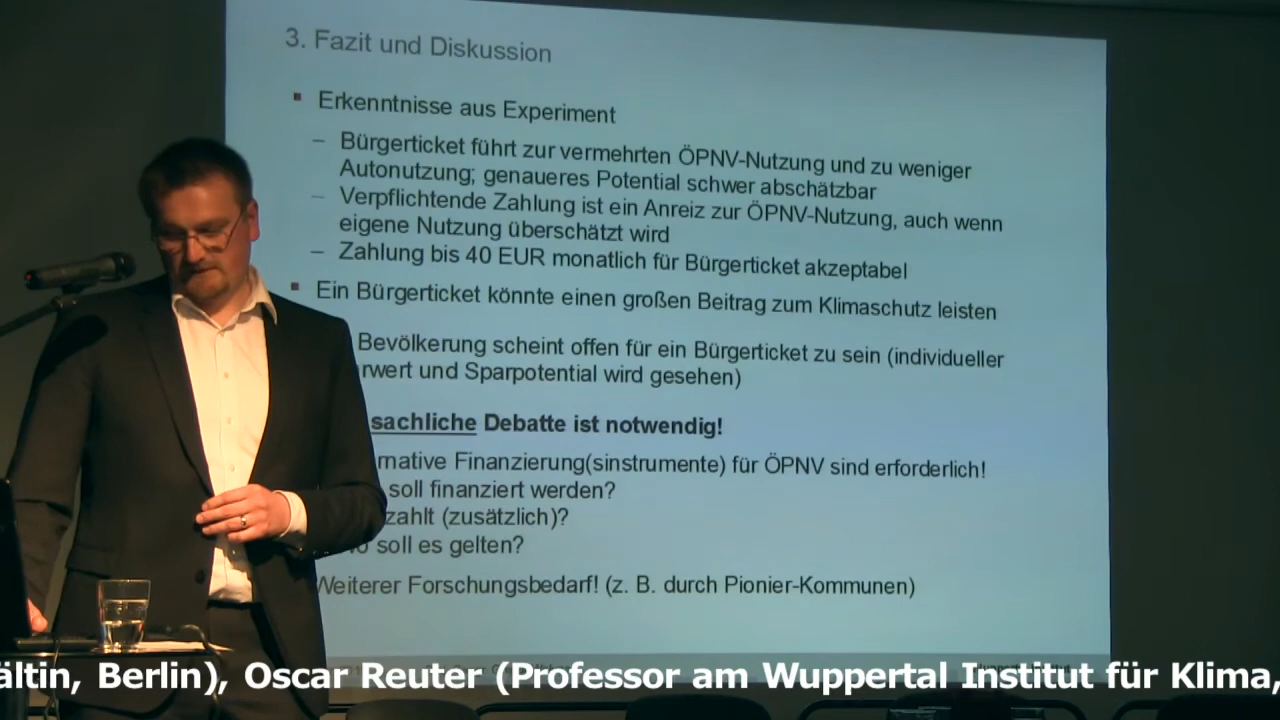 3. Fazit und Diskussion
Erkenntnisse aus Experiment
– Bürgerticket führt zur vermehrten ÖPNV-Nutzung und zu weniger
Autonutzung; genaueres Potential schwer abschätzbar
– Verpflichtende Zahlung ist ein Anreiz zur ÖPNV-Nutzung, auch wenn
eigene Nutzung überschätzt wird
– Zahlung bis 40 EUR monatlich für Bürgerticket akzeptabel
Ein Bürgerticket könnte einen großen Beitrag zum Klimaschutz leisten
Bevölkerung scheint offen für ein Bürgerticket zu sein (individueller
rwert und Sparpotential wird gesehen)
sachliche Debatte ist notwendig!
rnative Finanzierung(sinstrumente) für ÖPNV sind erforderlich!
soll finanziert werden?
zahlt (zusätzlich)?
soll es gelten?
Weiterer Forschungsbedarf! (z. B. durch Pionier-Kommunen)
ältin, Berlin), Oscar Reuter (Professor am Wuppertal Institut für Klima,